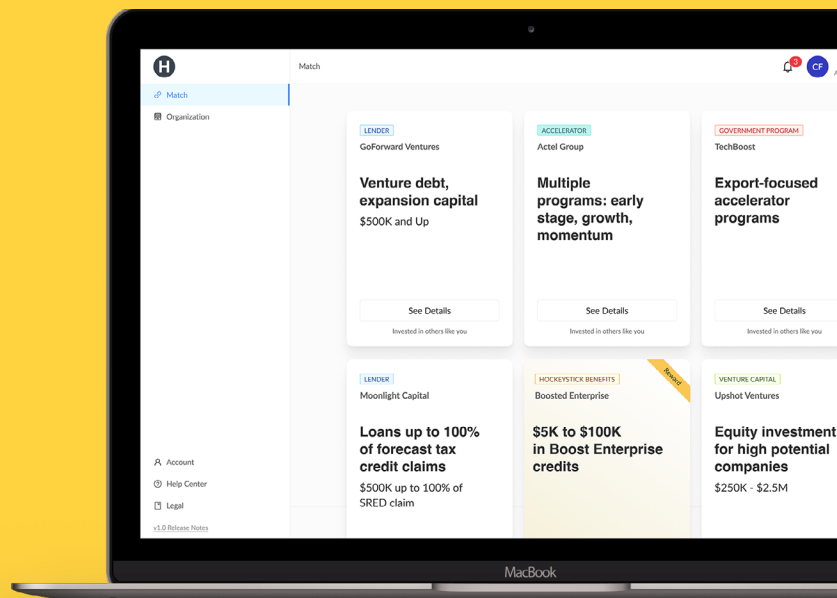 H
Match
3
CF
Match
Organization
LENDER
GoForward Ventures
Venture debt,
expansion capital
$500K and Up
See Details
Invested in others like you
ACCELERATOR
Actel Group
Multiple
programs: early
stage, growth,
momentum
See Details
Invested in others like you
GOVERNMENT PROGRAM
TechBoost
Export-focused
accelerator
programs
See Details
Invested in others like you
LENDER
Moonlight Capital
Loans up to 100%
of forecast tax
credit claims
$500K up to 100% of
SRED claim
HOCKEYSTICK BENEFITS
Reward
Boosted Enterprise
$5K to $100K
in Boost Enterprise
credits
VENTURE CAPITAL
Upshot Ventures
Equity investment
for high potential
companies
$250K - $2.5M
Account
Help Center
Legal
v1.0 Release Notes
MacBook